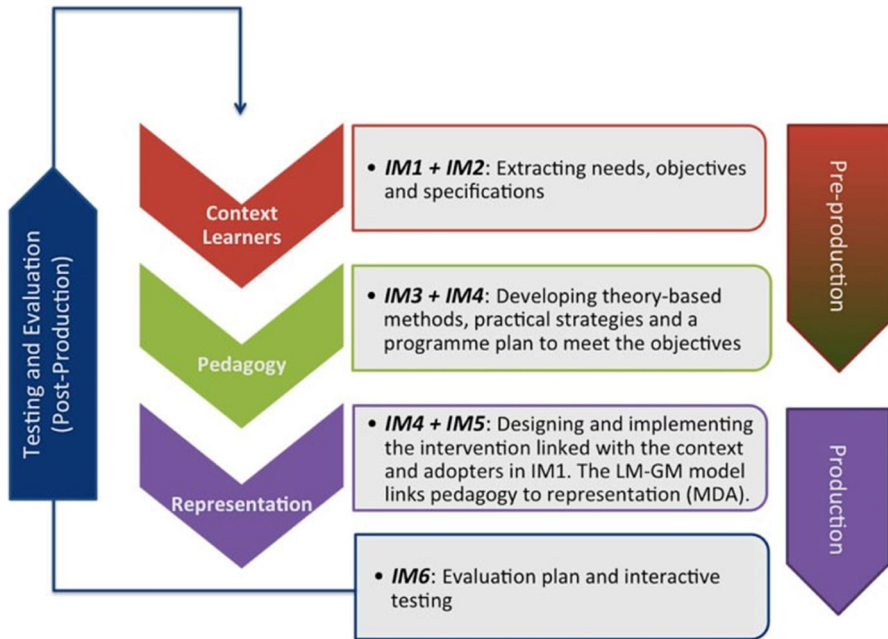 Testing and Evaluation
(Post-Production)
Context
Learners
• IM1 + IM2: Extracting needs, objectives
and specifications
Pre-production
Pedagogy
• IM3 + IM4: Developing theory-based
methods, practical strategies and a
programme plan to meet the objectives
Representation
• IM4 + IM5: Designing and implementing
the intervention linked with the context
and adopters in IM1. The LM-GM model
links pedagogy to representation (MDA).
Production
• IM6: Evaluation plan and interactive
testing